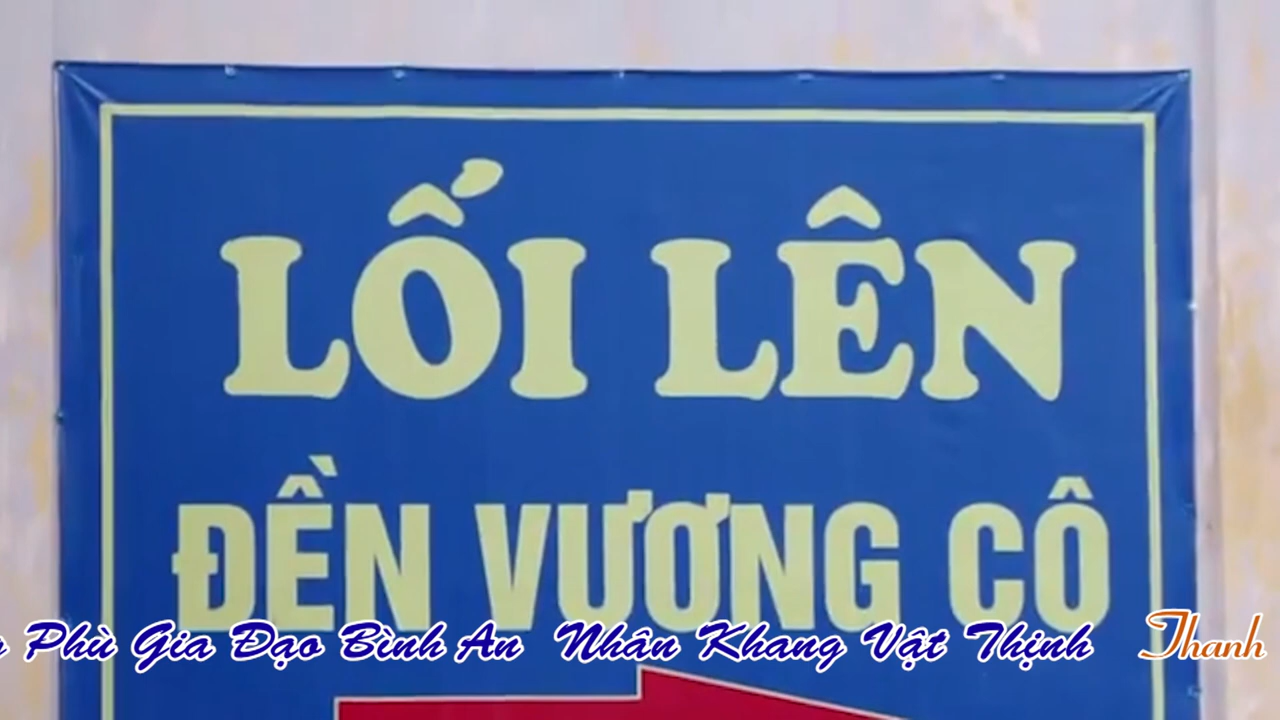 LỐI LÊN
ĐỀN VƯƠNG CÔ
Phù Gia Đạo Bình An Nhân Khang Vật Thịnh Thanh